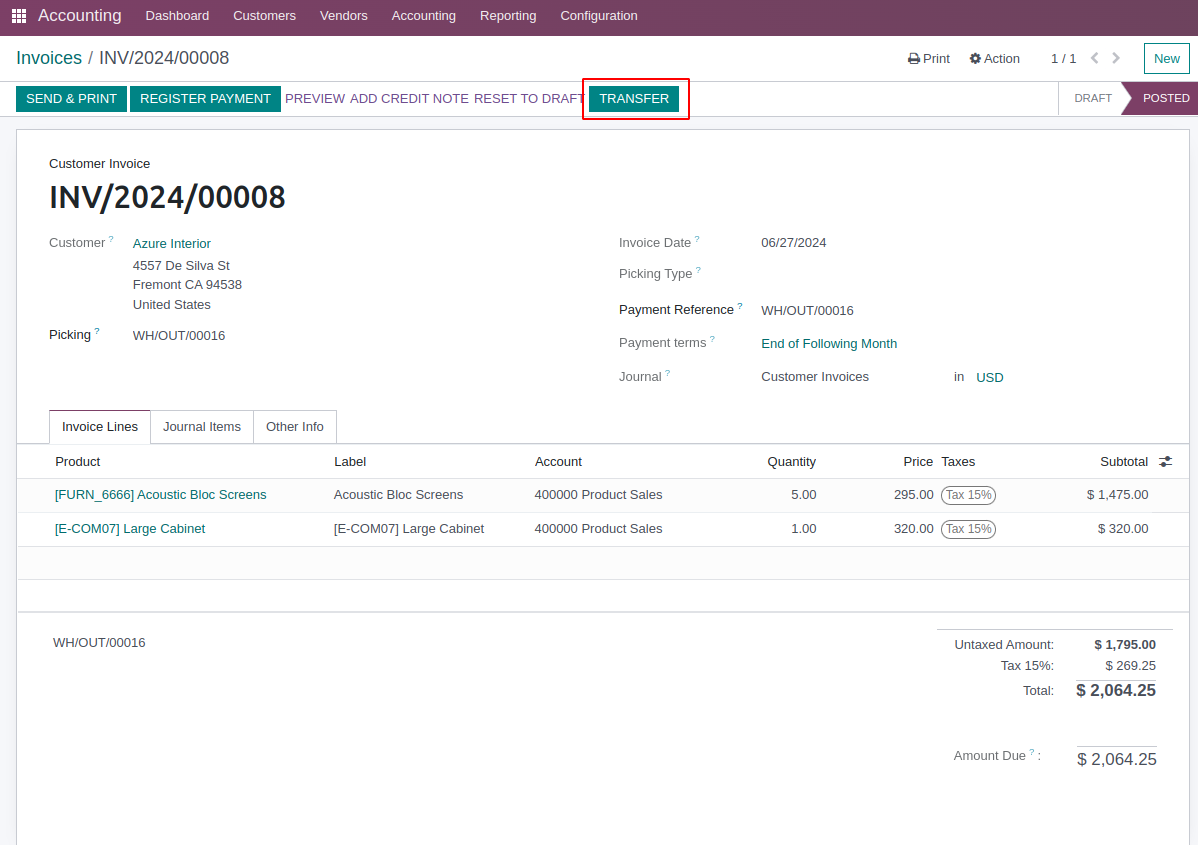 Accounting Dashboard Customers Vendors Accounting Reporting Configuration
Invoices / INV/2024/00008 Print Action 1 / 1 New
SEND & PRINT REGISTER PAYMENT PREVIEW ADD CREDIT NOTE RESET TO DRAFT TRANSFER DRAFT POSTED
Customer Invoice
INV/2024/00008
Customer ? Azure Interior Invoice Date ? 06/27/2024
4557 De Silva St
Fremont CA 94538 Picking Type ?
United States
Payment Reference ? WH/OUT/00016
Picking ? WH/OUT/00016
Payment terms ? End of Following Month
Journal ? Customer Invoices in USD
Invoice Lines Journal Items Other Info
Product Label Account Quantity Price Taxes Subtotal
[FURN_6666] Acoustic Bloc Screens Acoustic Bloc Screens 400000 Product Sales 5.00 295.00 Tax 15% $ 1,475.00
[E-COM07] Large Cabinet [E-COM07] Large Cabinet 400000 Product Sales 1.00 320.00 Tax 15% $ 320.00
WH/OUT/00016 Untaxed Amount: $ 1,795.00
Tax 15%: $ 269.25
Total: $ 2,064.25
Amount Due ? : $ 2,064.25